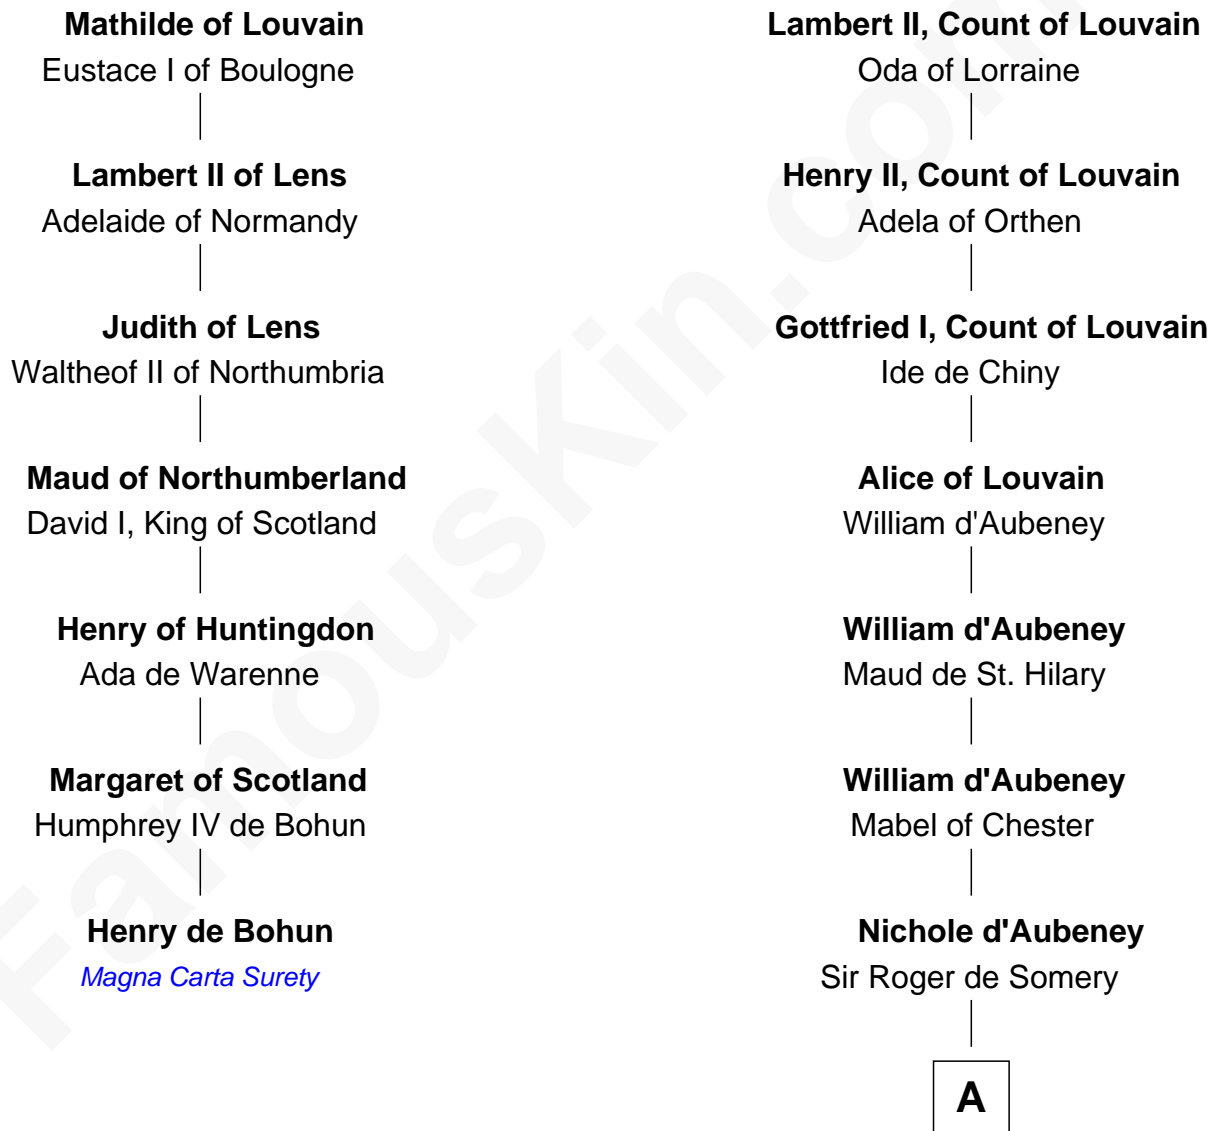 Mathilde of Louvain
Eustace I of Boulogne
Lambert II of Lens
Adelaide of Normandy
Judith of Lens
Waltheof II of Northumbria
Maud of Northumberland
David I, King of Scotland
Henry of Huntingdon
Ada de Warenne
Margaret of Scotland
Humphrey IV de Bohun
Henry de Bohun
Magna Carta Surety
Lambert II, Count of Louvain
Oda of Lorraine
Henry II, Count of Louvain
Adela of Orthen
Gottfried I, Count of Louvain
Ide de Chiny
Alice of Louvain
William d'Aubeney
William d'Aubeney
Maud de St. Hilary
William d'Aubeney
Mabel of Chester
Nichole d'Aubeney
Sir Roger de Somery
A
FamousKin.com